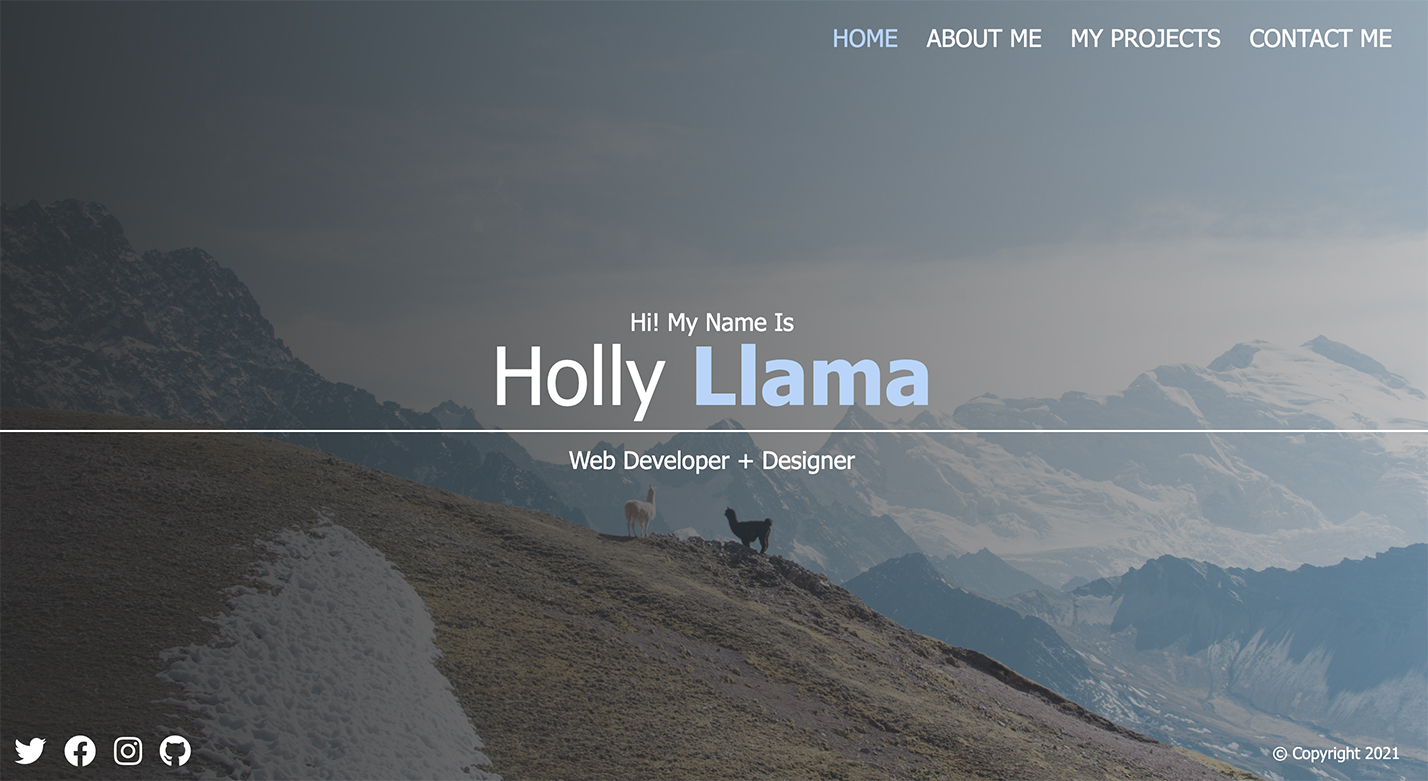 HOME ABOUT ME MY PROJECTS CONTACT ME
Hi! My Name Is
Holly Llama
Web Developer + Designer
© Copyright 2021